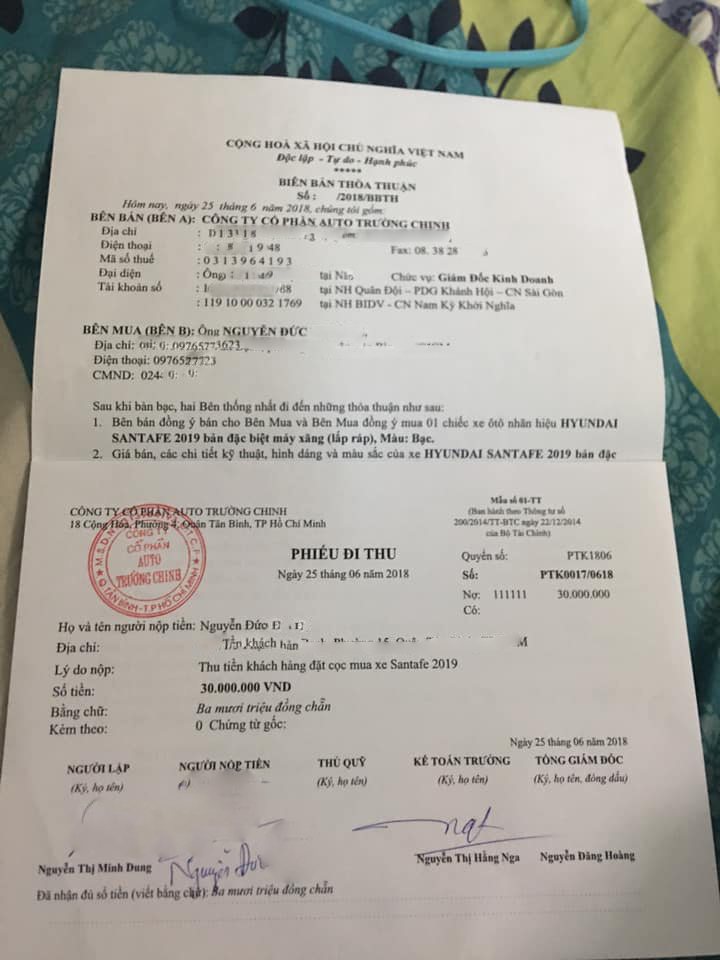 CỘNG HOÀ XÃ HỘI CHỦ NGHĨA VIỆT NAM
Độc lập - Tự do - Hạnh phúc
*****
BIÊN BẢN THỎA THUẬN
Số : /2018/BBTH
Hôm nay, ngày 25 tháng 6 năm 2018, chúng tôi gồm:
BÊN BÁN (BÊN A): CÔNG TY CỔ PHẦN AUTO TRƯỜNG CHINH
Địa chỉ :
Điện thoại : Fax: 08. 38 28
Mã số thuế : 0313964193
Đại diện : Ông : Chức vụ: Giám Đốc Kinh Doanh
Tài khoản số : 68 tại NH Quân Đội – PDG Khánh Hội – CN Sài Gòn
: 119 10 00 032 1769 tại NH BIDV - CN Nam Kỳ Khởi Nghĩa
BÊN MUA (BÊN B): Ông NGUYỄN ĐỨC
Địa chỉ:
Điện thoại:
CMND: 024
Sau khi bàn bạc, hai Bên thống nhất đi đến những thỏa thuận như sau:
1. Bên bán đồng ý bán cho Bên Mua và Bên Mua đồng ý mua 01 chiếc xe ôtô nhãn hiệu HYUNDAI
SANTAFE 2019 bản đặc biệt máy xăng (lắp ráp), Màu: Bạc.
2. Giá bán, các chi tiết kỹ thuật, hình dáng và màu sắc của xe HYUNDAI SANTAFE 2019 bản đặc
Mẫu số 01-TT
(Ban hành theo Thông tư số
200/2014/TT-BTC ngày 22/12/2014
của Bộ Tài Chính)
CÔNG TY CỔ PHẦN AUTO TRƯỜNG CHINH
18 Cộng Hoà, Phường 4, Quận Tân Bình, TP Hồ Chí Minh
CÔNG TY
CỔ PHẦN
AUTO
TRƯỜNG CHINH
Q.TÂN BÌNH-T.P HỒ CHÍ MINH
PHIẾU ĐI THU
Ngày 25 tháng 06 năm 2018
Quyển số: PTK1806
Số: PTK0017/0618
Nợ: 111111 30.000.000
Có:
Họ và tên người nộp tiền: Nguyễn Đức
Địa chỉ:
Lý do nộp: Thu tiền khách hàng đặt cọc mua xe Santafe 2019
Số tiền: 30.000.000 VND
Bằng chữ: Ba mươi triệu đồng chẵn
Kèm theo: 0 Chứng từ gốc:
Ngày 25 tháng 06 năm 2018
NGƯỜI LẬP NGƯỜI NỘP TIỀN THỦ QUỸ KẾ TOÁN TRƯỞNG TỔNG GIÁM ĐỐC
(Ký, họ tên) (Ký, họ tên) (Ký, họ tên) (Ký, họ tên, đóng dấu)
Nguyễn Thị Minh Dung Nguyễn Đức Nguyễn Thị Hằng Nga Nguyễn Đăng Hoàng
Đã nhận đủ số tiền (viết bằng chữ): Ba mươi triệu đồng chẵn